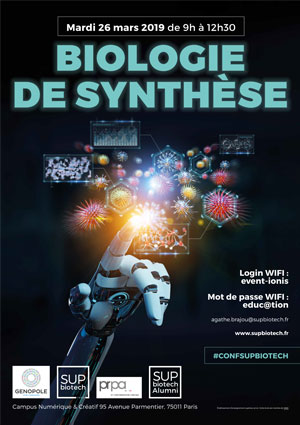 Mardi 26 mars 2019 de 9h à 12h30
BIOLOGIE
DE SYNTHÈSE
Login WIFI :
event-ionis
Mot de passe WIFI :
educ@tion
agathe.brajou@supbiotech.fr
www.supbiotech.fr
#CONFSUPBIOTECH
GENOPOLE
SUP
biotech
prpa
SUP
biotech
Alumni
Campus Numérique & Créatif 95 Avenue Parmentier, 75011 Paris